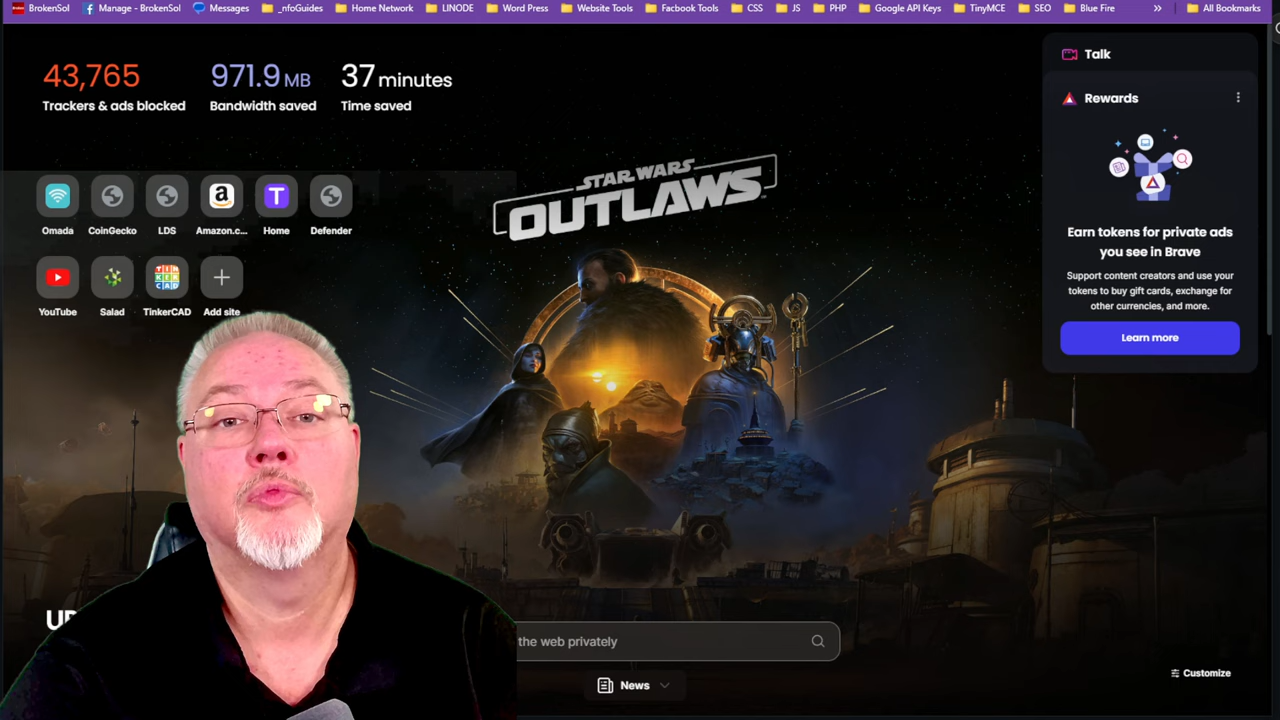 BrokenSol Manage - BrokenSol Messages _nfoGuides Home Network LINODE Word Press Website Tools Facbook Tools CSS JS PHP Google API Keys TinyMCE SEO Blue Fire » All Bookmarks
43,765 971.9 MB 37 minutes
Trackers & ads blocked Bandwidth saved Time saved
Talk
Rewards
STAR WARS
OUTLAWS
a T
Omada CoinGecko LDS Amazon.c... Home Defender
Earn tokens for private ads
you see in Brave
Support content creators and use your
tokens to buy gift cards, exchange for
other currencies, and more.
Learn more
TIN
KER
CAD
YouTube Salad TinkerCAD Add site
the web privately
News
Customize